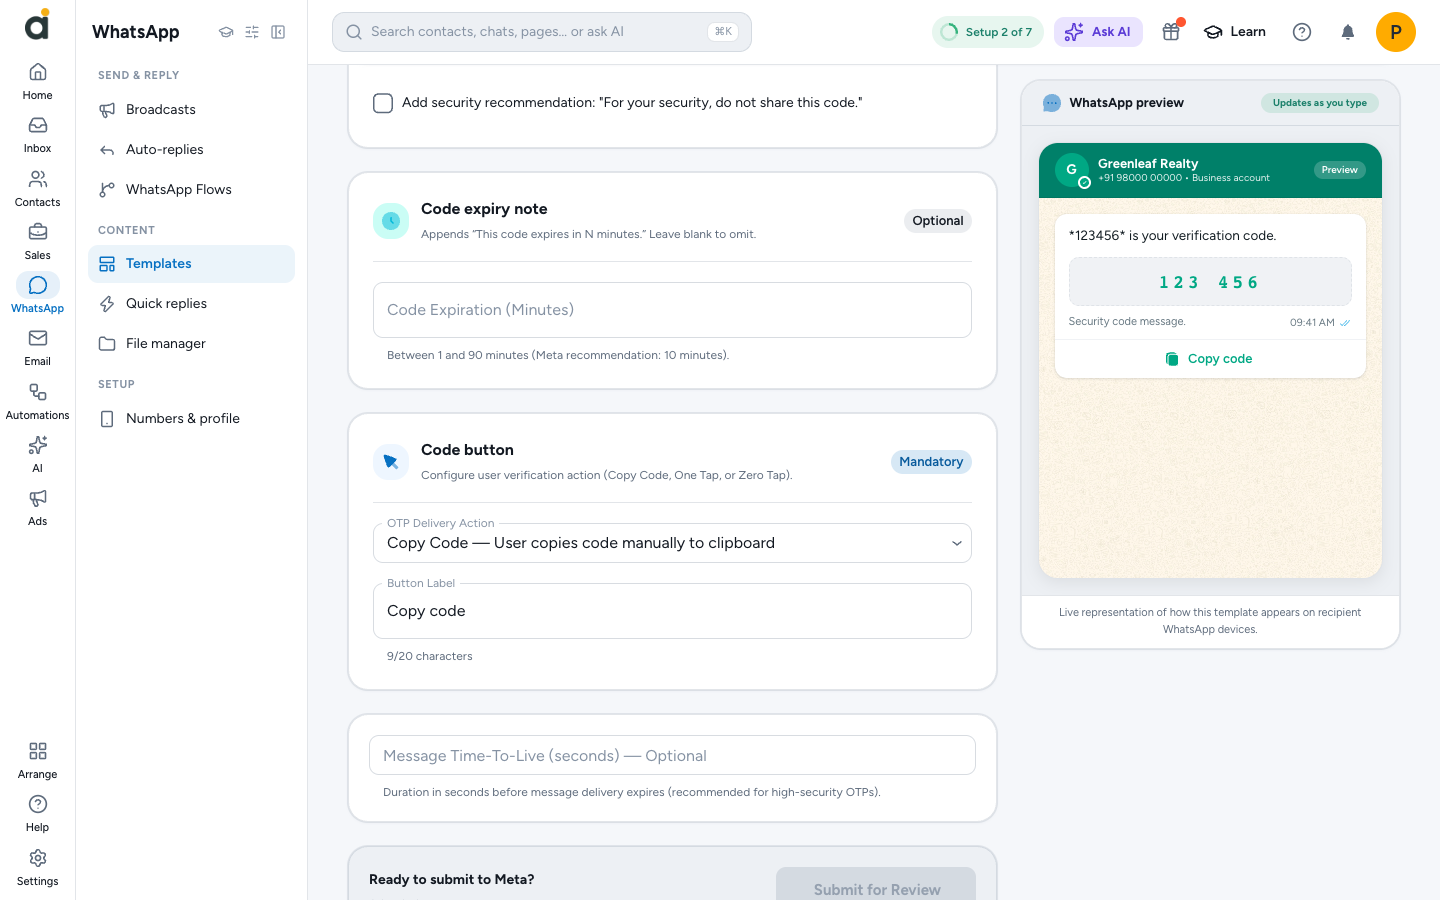 Search contacts, chats, pages... or ask AI
⌘K
Setup 2 of 7
Ask AI
Learn
P
Home
Inbox
Contacts
Sales
WhatsApp
Email
Automations
AI
Ads
Arrange
Help
Settings
WhatsApp
SEND & REPLY
Broadcasts
Auto-replies
WhatsApp Flows
CONTENT
Templates
Quick replies
File manager
SETUP
Numbers & profile
Add security recommendation: "For your security, do not share this code."
Code expiry note
Appends "This code expires in N minutes." Leave blank to omit.
Optional
Code Expiration (Minutes)
Between 1 and 90 minutes (Meta recommendation: 10 minutes).
Code button
Configure user verification action (Copy Code, One Tap, or Zero Tap).
Mandatory
OTP Delivery Action
Copy Code — User copies code manually to clipboard
Button Label
Copy code
9/20 characters
Message Time-To-Live (seconds) — Optional
Duration in seconds before message delivery expires (recommended for high-security OTPs).
Ready to submit to Meta?
Submit for Review
WhatsApp preview
Updates as you type
G
Greenleaf Realty
+91 98000 00000 • Business account
Preview
*123456* is your verification code.
123 456
Security code message.
09:41 AM
Copy code
Live representation of how this template appears on recipient
WhatsApp devices.